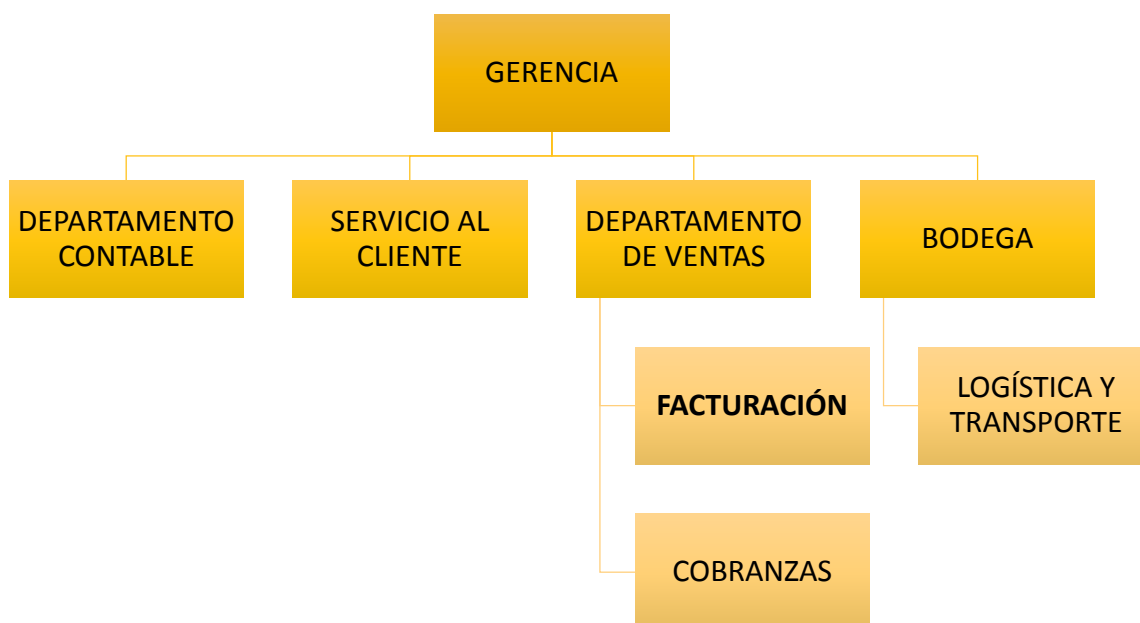 GERENCIA
DEPARTAMENTO
CONTABLE
SERVICIO AL
CLIENTE
DEPARTAMENTO
DE VENTAS
BODEGA
FACTURACIÓN
LOGÍSTICA Y
TRANSPORTE
COBRANZAS